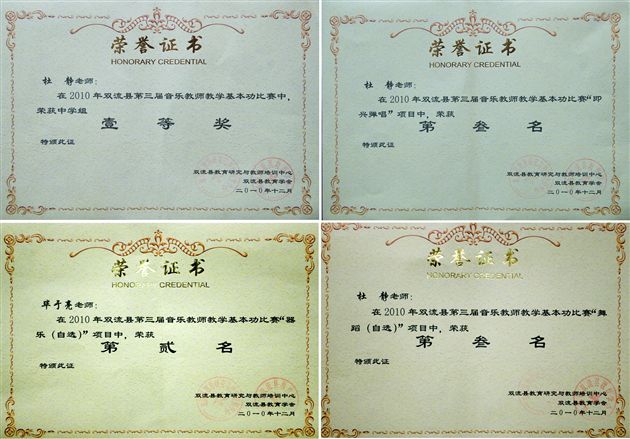 荣誉证书
HONORARY CREDENTIAL
杜 静老师：
在2010年双流县第三届音乐教师教学基本功比赛中，
荣获中学组
壹 等 奖
特颁此证
双流县教育研究与教师培训中心
双流县教育学会
二〇一〇年十二月
荣誉证书
HONORARY CREDENTIAL
杜 静老师：
在2010年双流县第三届音乐教师教学基本功比赛“即
兴弹唱”项目中，荣获
第 叁 名
特颁此证
双流县教育研究与教师培训中心
双流县教育学会
二〇一〇年十二月
荣誉证书
HONORARY CREDENTIAL
毕于亮老师：
在2010年双流县第三届音乐教师教学基本功比赛“器
乐（自选）”项目中，荣获
第 贰 名
特颁此证
双流县教育研究与教师培训中心
双流县教育学会
二〇一〇年十二月
荣誉证书
HONORARY CREDENTIAL
杜 静老师：
在2010年双流县第三届音乐教师教学基本功比赛“舞
蹈（自选）”项目中，荣获
第 叁 名
特颁此证
双流县教育研究与教师培训中心
双流县教育学会
二〇一〇年十二月